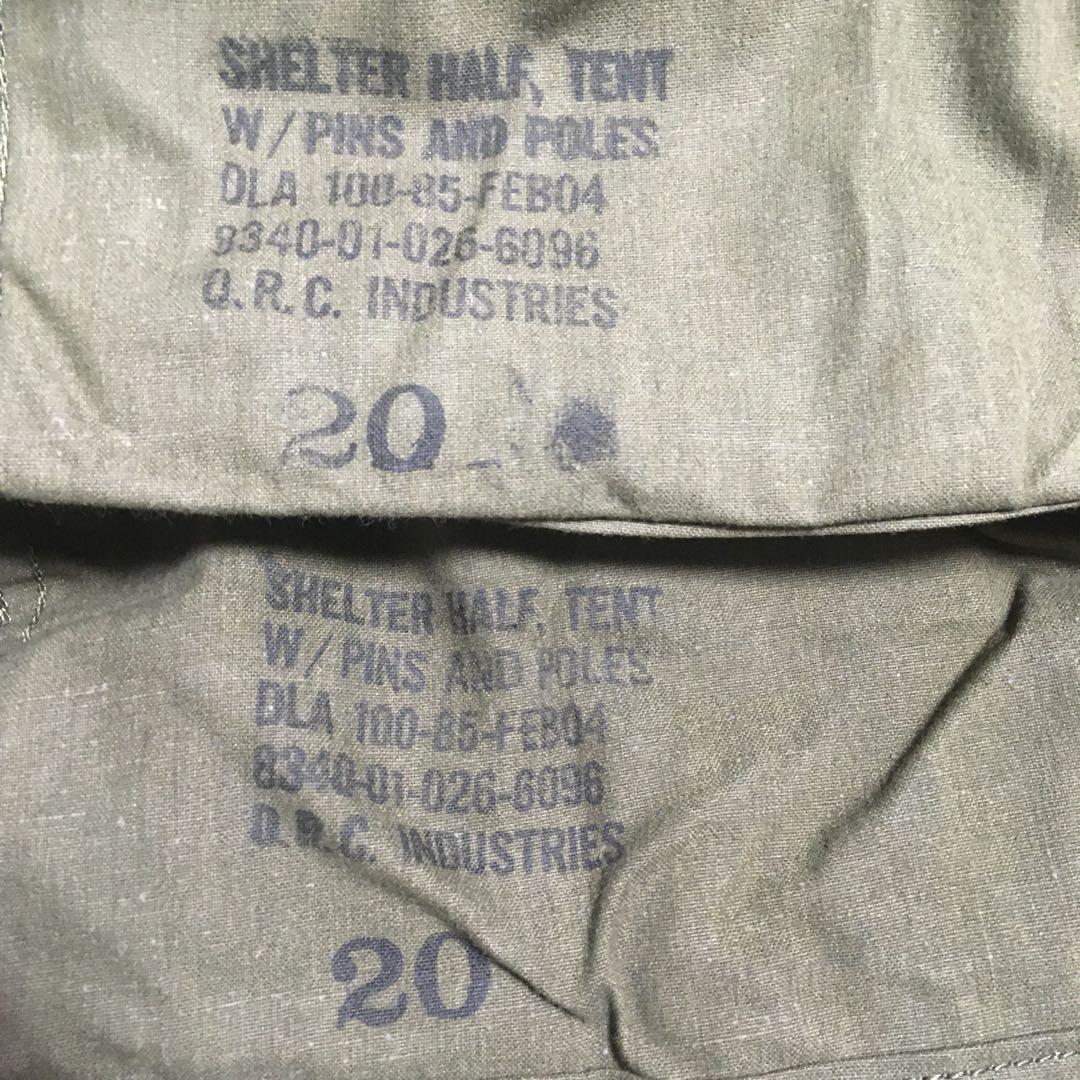 SHELTER HALF, TENT
W/PINS AND POLES
DLA 100-85-FEB04
8340-01-026-6096
O.R.C. INDUSTRIES
20
SHELTER HALF, TENT
W/PINS AND POLES
DLA 100-85-FEB04
8340-01-026-6096
O.R.C. INDUSTRIES
20